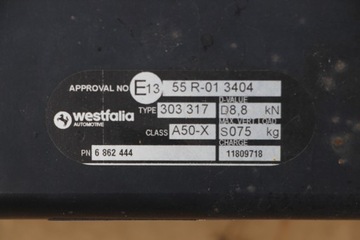 APPROVAL NO E13 55 R-01 3404
D-VALUE
TYPE 303 317 D8,8 kN
westfalia MAX. VERT. LOAD
AUTOMOTIVE
CLASS A50-X S075 kg
CHARGE
PN 6 862 444 11809718